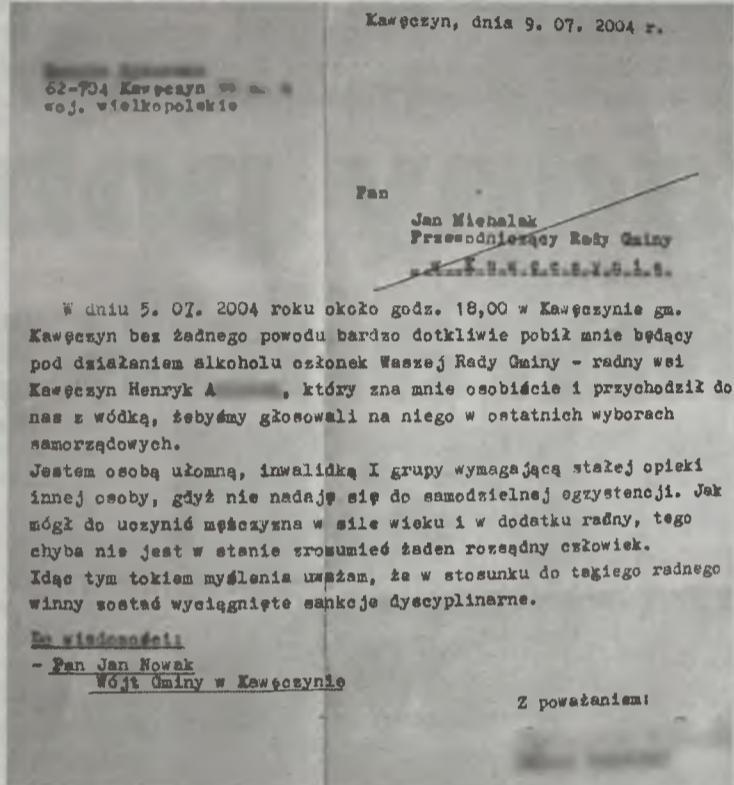 Kawęczyn, dnia 9. 07. 2004 r.
62-704 Kawęczyn
woj. wielkopolskie
Pan
Jan Michalak
Przewodniczący Rady Gminy
W dniu 5. 07. 2004 roku około godz. 18,00 w Kawęczynie gm.
Kawęczyn bez żadnego powodu bardzo dotkliwie pobił mnie będący
pod działaniem alkoholu członek Waszej Rady Gminy - radny wsi
Kawęczyn Henryk A , który zna mnie osobiście i przychodził do
nas z wódką, żebyśmy głosowali na niego w ostatnich wyborach
samorządowych.
Jestem osobą ułomną, inwalidką I grupy wymagającą stałej opieki
innej osoby, gdyż nie nadaję się do samodzielnej egzystencji. Jak
mógł do uczynić mężczyzna w sile wieku i w dodatku radny, tego
chyba nie jest w stanie zrozumieć żaden rozsądny człowiek.
Idąc tym tokiem myślenia uważam, że w stosunku do takiego radnego
winny zostać wyciągnięte sankcje dyscyplinarne.
Do wiadomości:
- Pan Jan Nowak
Wójt Gminy w Kawęczynie
Z poważaniem: